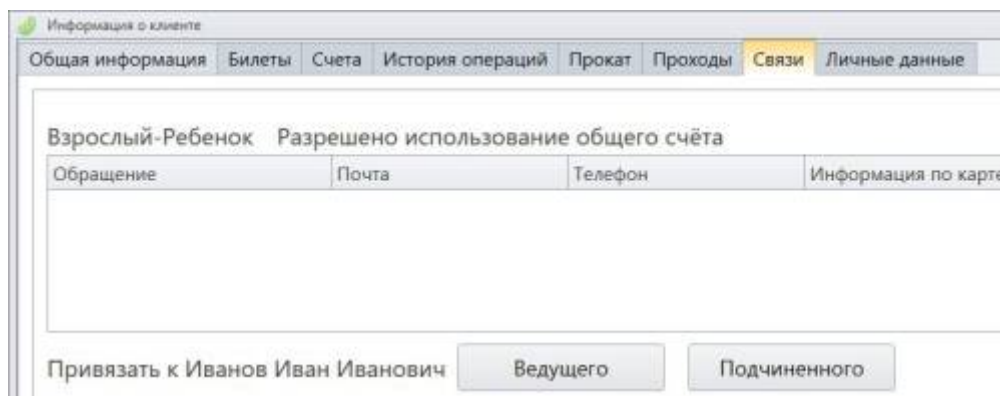 Информация о клиенте
Общая информация Билеты Счета История операций Прокат Проходы Связи Личные данные
Взрослый-Ребенок Разрешено использование общего счёта
Обращение Почта Телефон Информация по карте
Привязать к Иванов Иван Иванович Ведущего Подчиненного